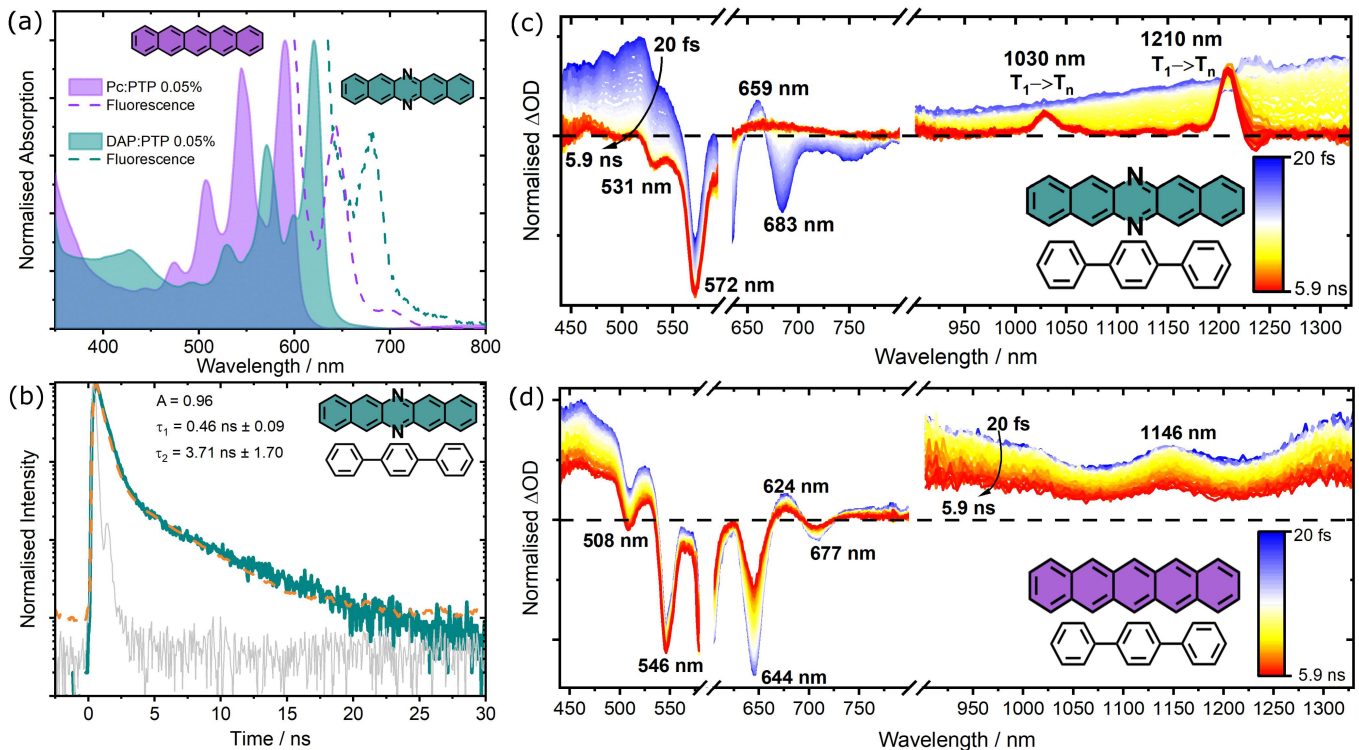 (a)
Normalised Absorption
Pc:PTP 0.05%
Fluorescence
DAP:PTP 0.05%
Fluorescence
N
N
400
450
500
550
600
650
700
800
Wavelength / nm
(b)
Normalised Intensity
A = 0.96
τ1 = 0.46 ns ± 0.09
τ2 = 3.71 ns ± 1.70
N
N
0
5
10
15
20
25
30
Time / ns
(c)
Normalised ΔOD
20 fs
5.9 ns
531 nm
572 nm
659 nm
683 nm
1030 nm
T1–>Tn
1210 nm
T1–>Tn
N
N
20 fs
5.9 ns
450
500
550
650
700
750
950
1000
1050
1100
1150
1200
1250
1300
Wavelength / nm
(d)
Normalised ΔOD
508 nm
546 nm
624 nm
644 nm
677 nm
20 fs
5.9 ns
1146 nm
20 fs
5.9 ns
450
500
550
600
650
700
750
900
950
1000
1050
1100
1150
1200
1250
1300
Wavelength / nm